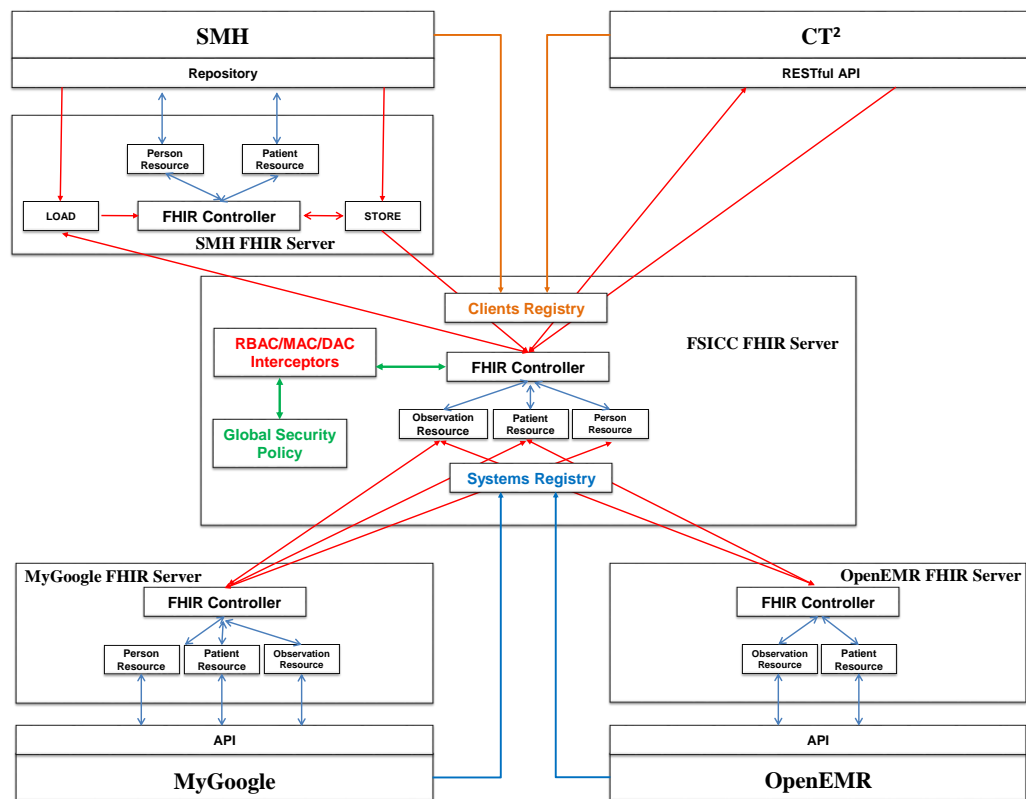 SMH
Repository
CT²
RESTful API
Person
Resource
Patient
Resource
LOAD
FHIR Controller
STORE
SMH FHIR Server
Clients Registry
FSICC FHIR Server
RBAC/MAC/DAC
Interceptors
FHIR Controller
Global Security
Policy
Observation
Resource
Patient
Resource
Person
Resource
Systems Registry
MyGoogle FHIR Server
FHIR Controller
Person
Resource
Patient
Resource
Observation
Resource
API
MyGoogle
OpenEMR FHIR Server
FHIR Controller
Observation
Resource
Patient
Resource
API
OpenEMR